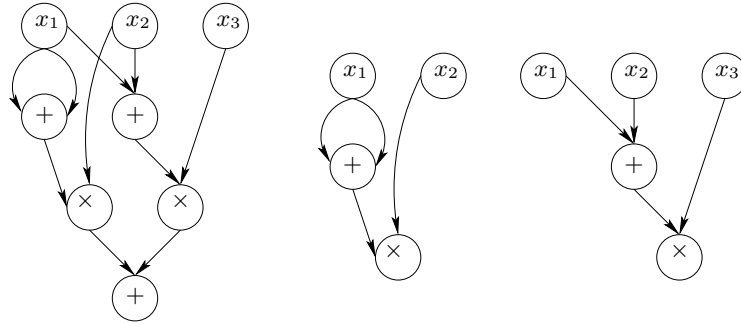 x₁ x₂ x₃
x₁ x₂ x₁ x₂ x₃
+ +
+ +
× ×
× ×
+